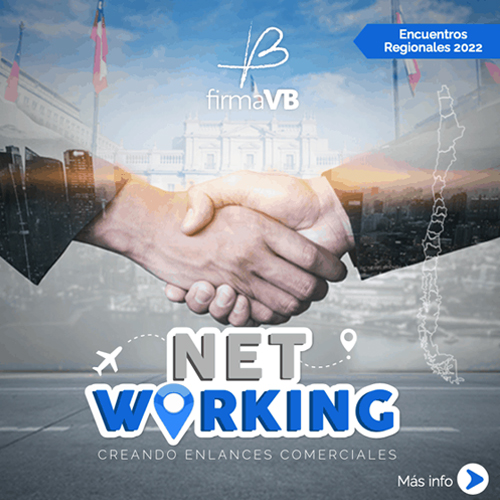 Encuentros
Regionales 2022
firmaVB
NET
WORKING
CREANDO ENLANCES COMERCIALES
Más info